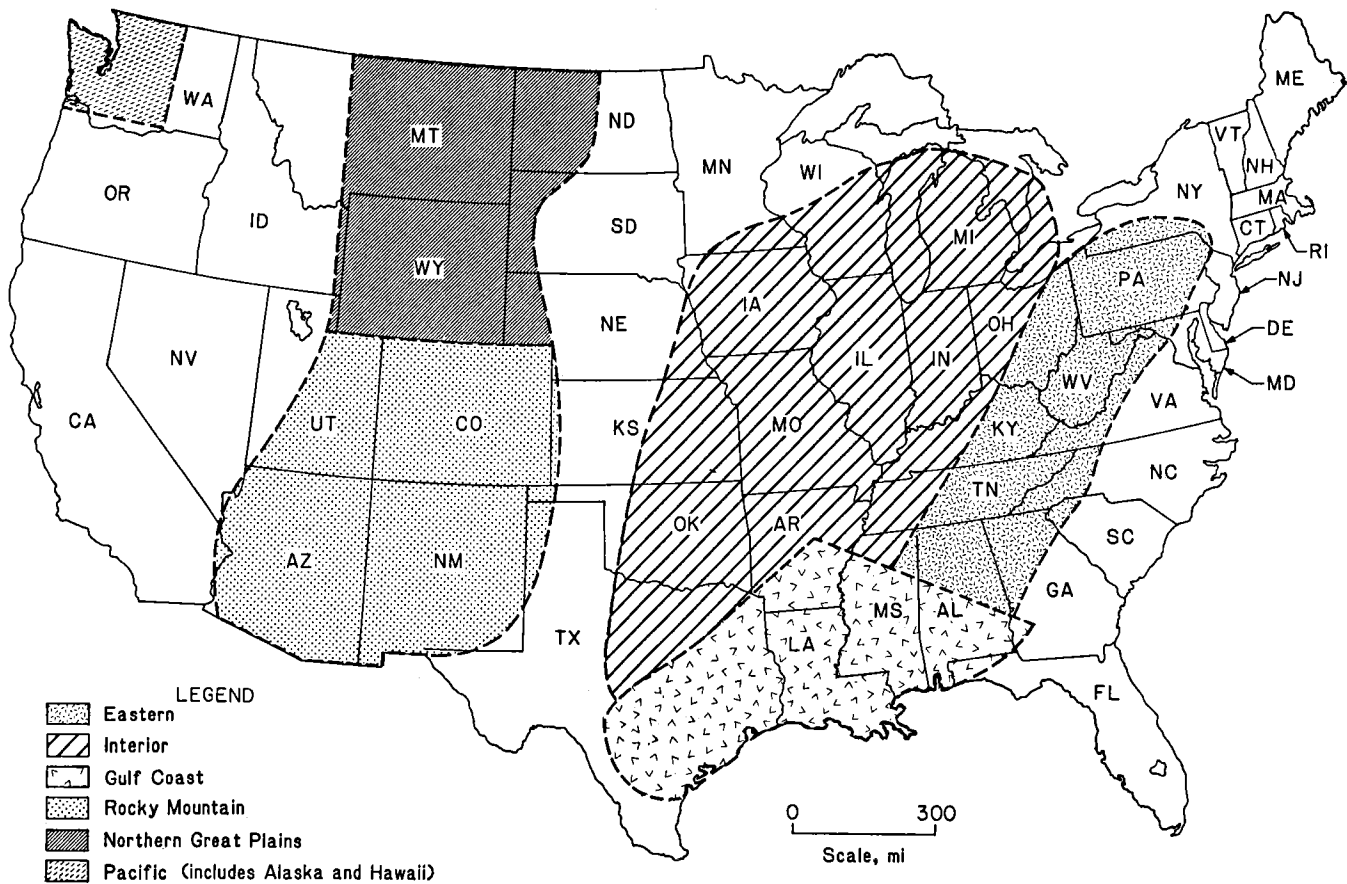 WA
MT
ND
MN
WI
ME
VT
NH
NY
MA
CT
RI
OR
ID
SD
WY
MI
PA
NJ
NE
IA
OH
DE
NV
IL
IN
WV
MD
CA
UT
CO
KS
MO
KY
VA
NC
TN
AZ
NM
OK
AR
SC
TX
LA
MS
AL
GA
FL
LEGEND
Eastern
Interior
Gulf Coast
Rocky Mountain
Northern Great Plains
Pacific (includes Alaska and Hawaii)
0 300
Scale, mi